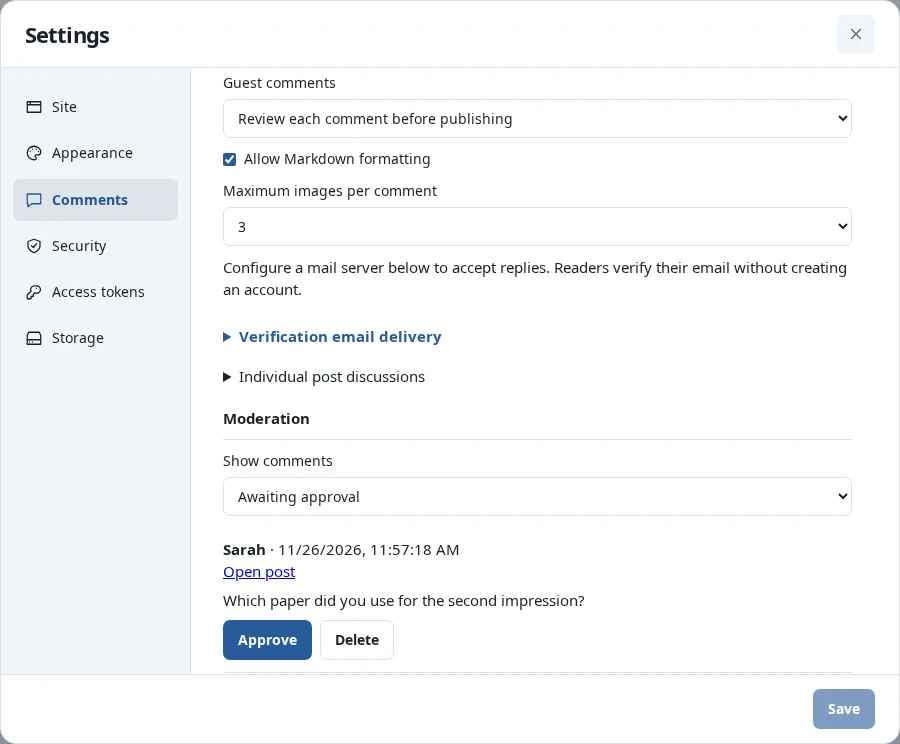 Settings
Site
Appearance
Comments
Security
Access tokens
Storage
Guest comments
Review each comment before publishing
Allow Markdown formatting
Maximum images per comment
3
Configure a mail server below to accept replies. Readers verify their email without creating
an account.
Verification email delivery
Individual post discussions
Moderation
Show comments
Awaiting approval
Sarah · 11/26/2026, 11:57:18 AM
Open post
Which paper did you use for the second impression?
Approve
Delete
Save